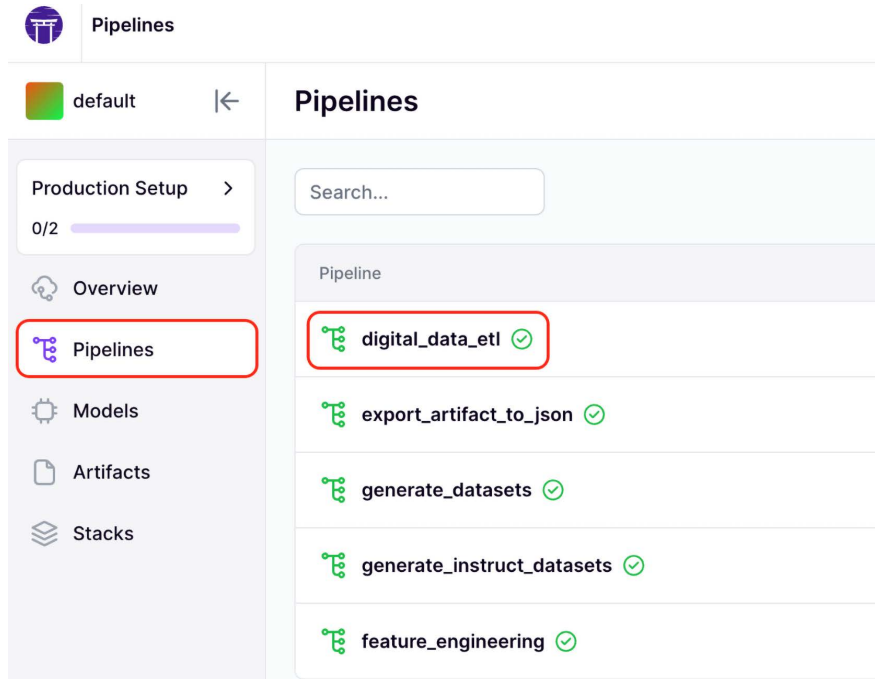 Pipelines
default
Pipelines
Production Setup
0/2
Overview
Pipelines
Models
Artifacts
Stacks
Search...
Pipeline
digital_data_etl
export_artifact_to_json
generate_datasets
generate_instruct_datasets
feature_engineering